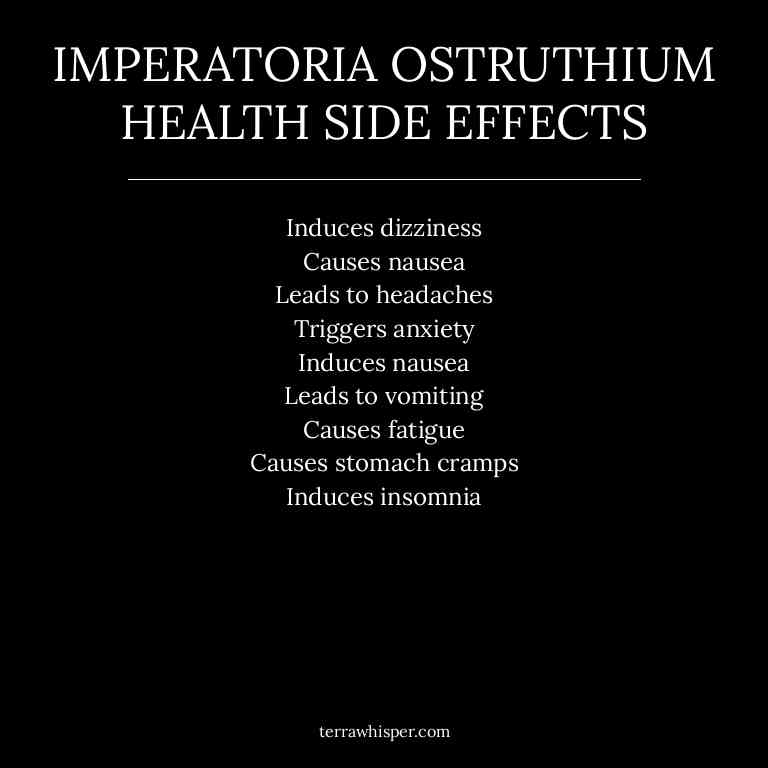 IMPERATORIA OSTRUTHIUM
HEALTH SIDE EFFECTS
Induces dizziness
Causes nausea
Leads to headaches
Triggers anxiety
Induces nausea
Leads to vomiting
Causes fatigue
Causes stomach cramps
Induces insomnia
terrawhisper.com